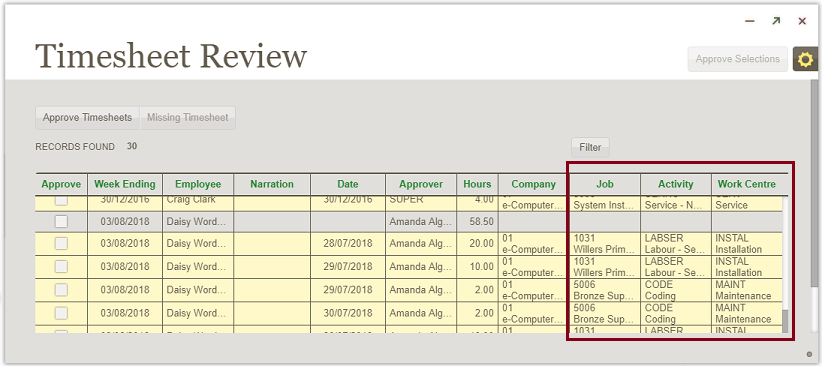 Timesheet Review
Approve Selections
Approve Timesheets Missing Timesheet
RECORDS FOUND 30
Filter
Approve Week Ending Employee Narration Date Approver Hours Company Job Activity Work Centre
30/12/2016 Craig Clark 30/12/2016 SUPER 4.00 e-Computer... System Inst... Service - N... Service
03/08/2018 Daisy Word... Amanda Alg... 58.50
01 1031 LABSER INSTAL
03/08/2018 Daisy Word... 28/07/2018 Amanda Alg... 20.00 e-Computer... Willers Prim... Labour - Se... Installation
01 1031 LABSER INSTAL
03/08/2018 Daisy Word... 29/07/2018 Amanda Alg... 10.00 e-Computer... Willers Prim... Labour - Se... Installation
01 5006 CODE MAINT
03/08/2018 Daisy Word... 29/07/2018 Amanda Alg... 2.00 e-Computer... Bronze Sup... Coding Maintenance
01 5006 CODE MAINT
03/08/2018 Daisy Word... 30/07/2018 Amanda Alg... 2.00 e-Computer... Bronze Sup... Coding Maintenance
01 1031 LABSER INSTAL